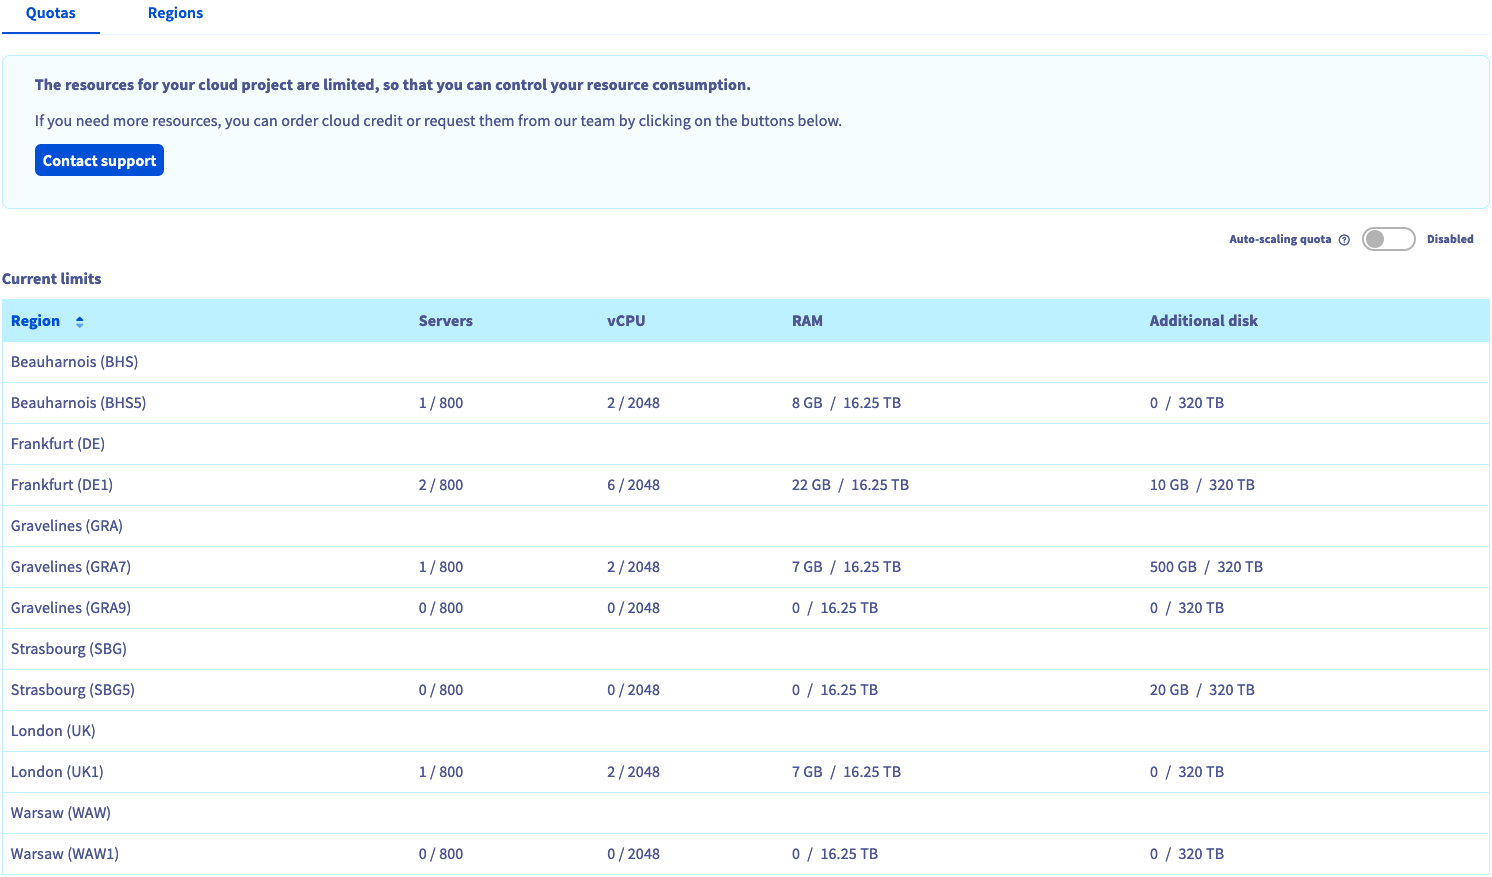 Quotas Regions
The resources for your cloud project are limited, so that you can control your resource consumption.
If you need more resources, you can order cloud credit or request them from our team by clicking on the buttons below.
Contact support
Auto-scaling quota ? Disabled
Current limits
Region Servers vCPU RAM Additional disk
Beauharnois (BHS)
Beauharnois (BHS5) 1 / 800 2 / 2048 8 GB / 16.25 TB 0 / 320 TB
Frankfurt (DE)
Frankfurt (DE1) 2 / 800 6 / 2048 22 GB / 16.25 TB 10 GB / 320 TB
Gravelines (GRA)
Gravelines (GRA7) 1 / 800 2 / 2048 7 GB / 16.25 TB 500 GB / 320 TB
Gravelines (GRA9) 0 / 800 0 / 2048 0 / 16.25 TB 0 / 320 TB
Strasbourg (SBG)
Strasbourg (SBG5) 0 / 800 0 / 2048 0 / 16.25 TB 20 GB / 320 TB
London (UK)
London (UK1) 1 / 800 2 / 2048 7 GB / 16.25 TB 0 / 320 TB
Warsaw (WAW)
Warsaw (WAW1) 0 / 800 0 / 2048 0 / 16.25 TB 0 / 320 TB